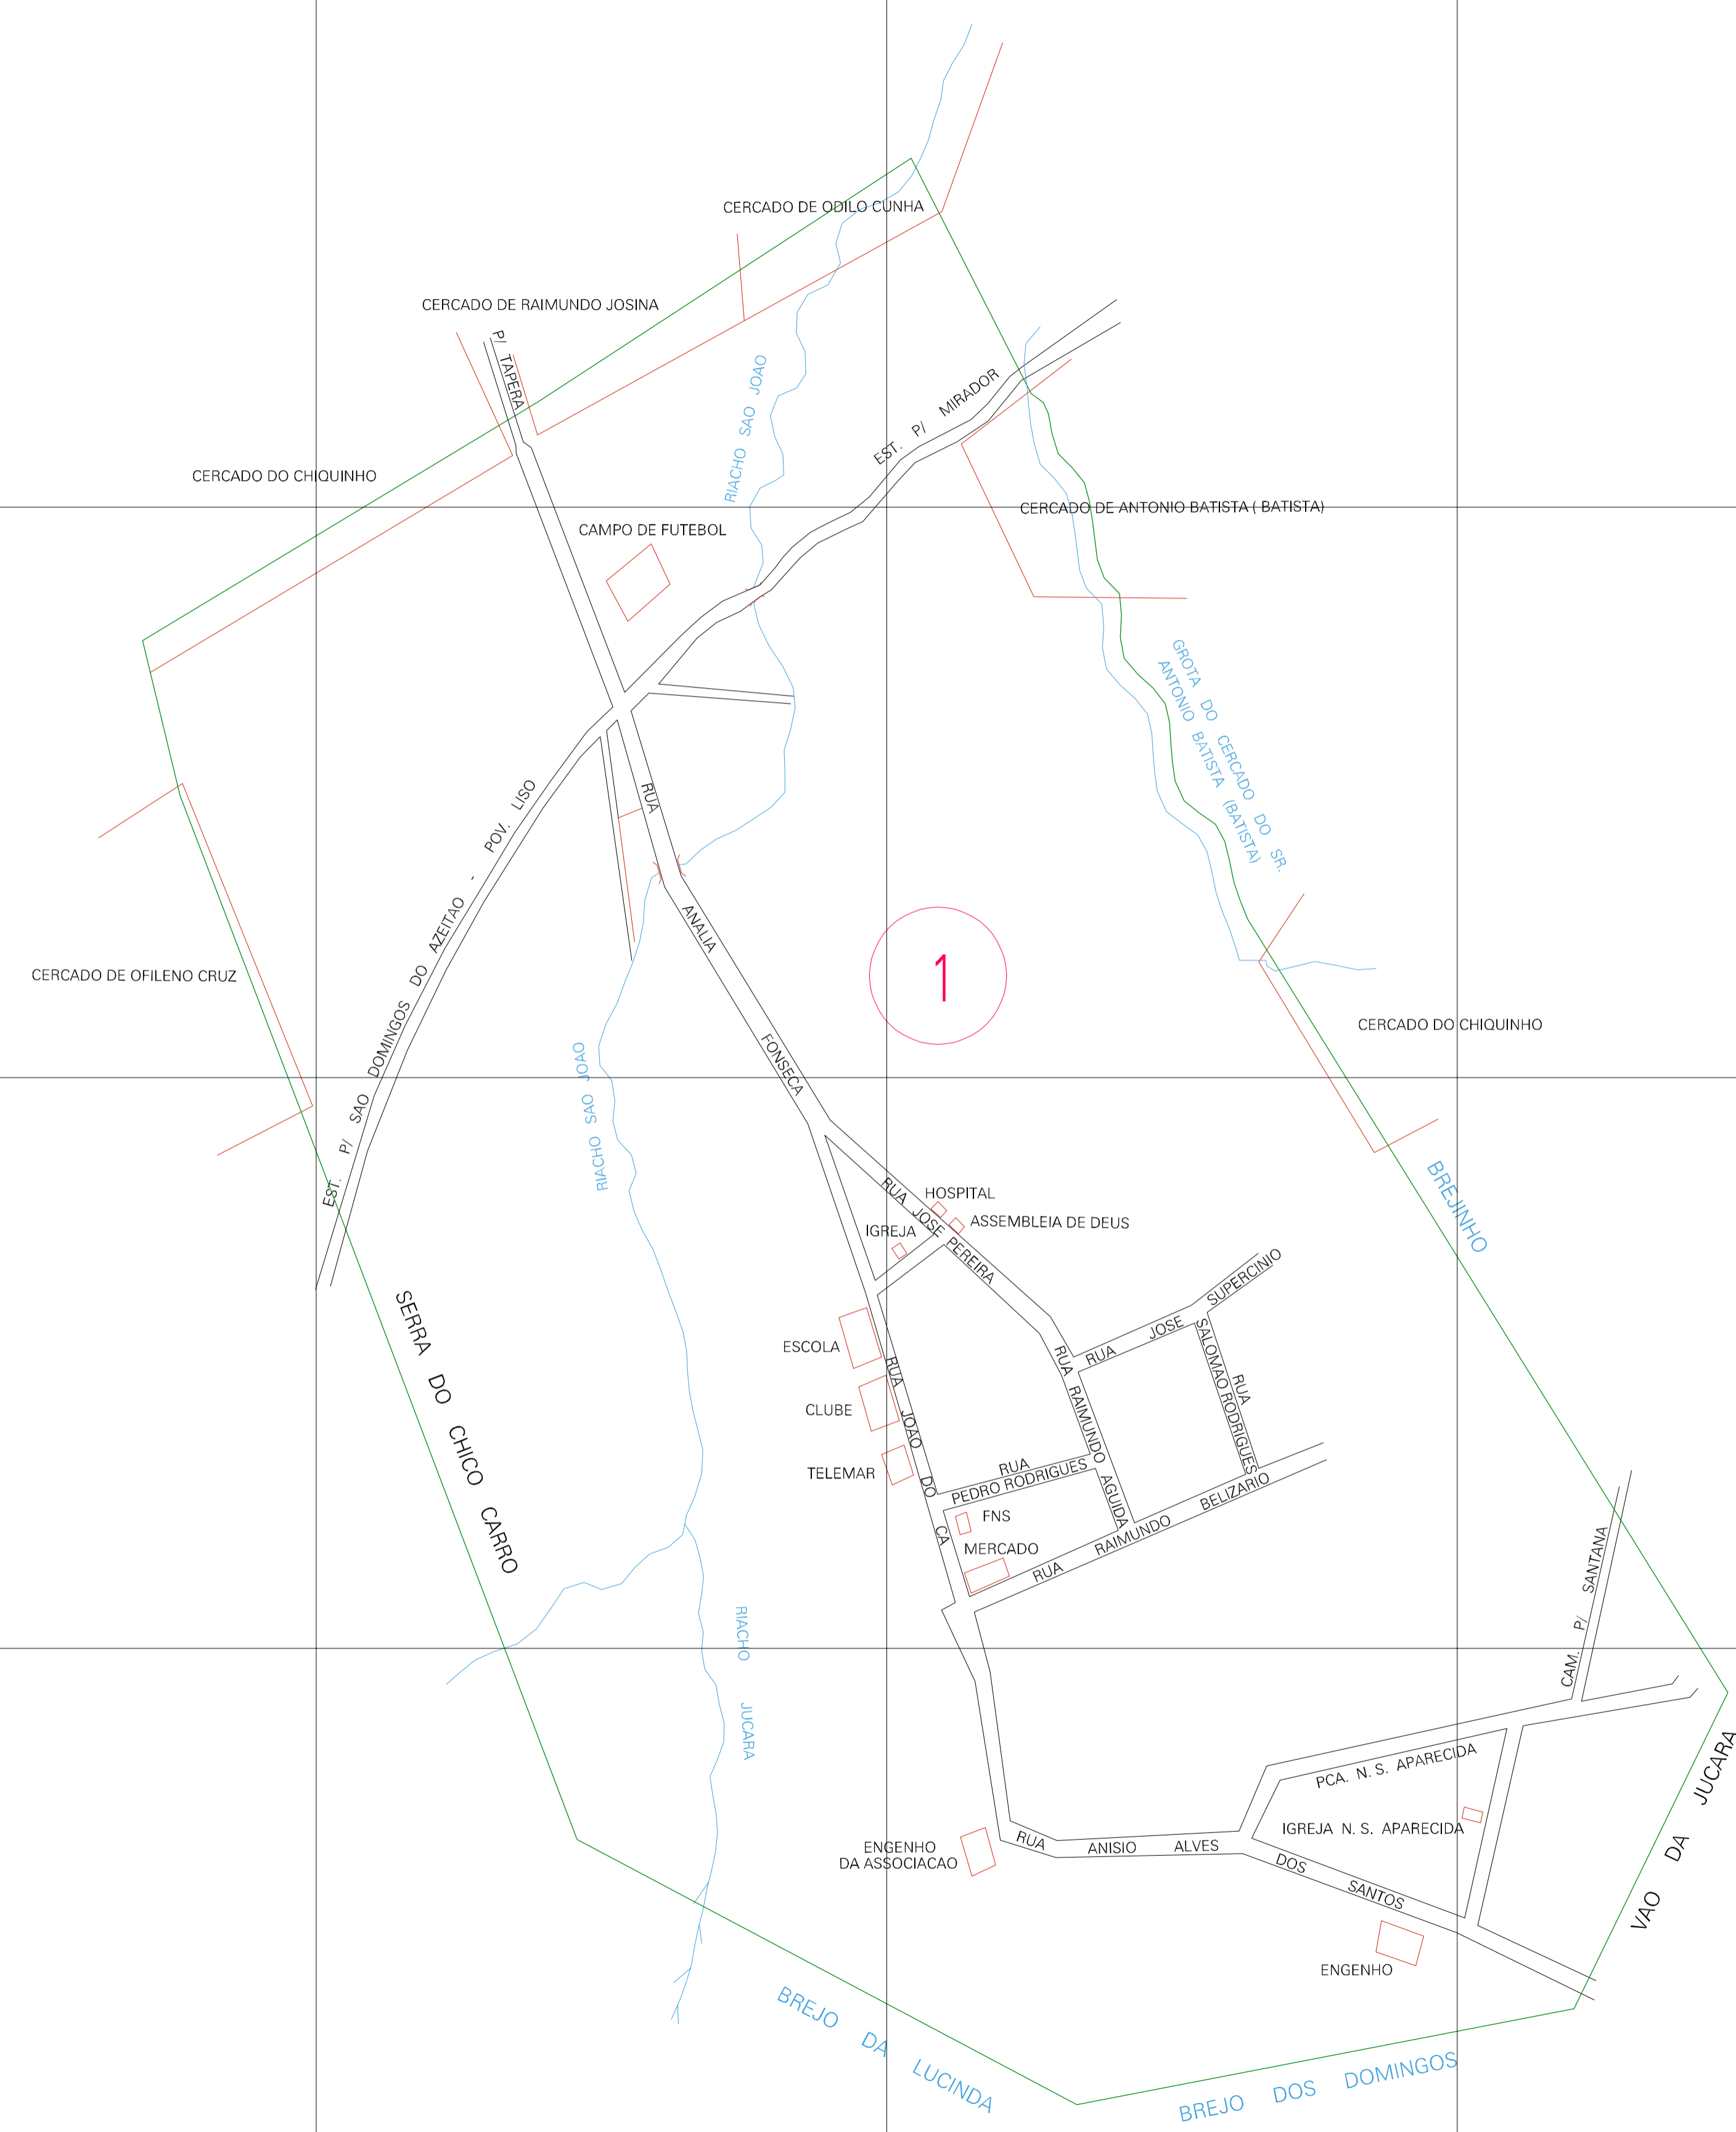 CERCADO DE ODILO CUNHA
CERCADO DE RAIMUNDO JOSINA
P/ TAPERA
RIACHO SAO JOAO
EST. P/ MIRADOR
CERCADO DO CHIQUINHO
CERCADO DE ANTONIO BATISTA ( BATISTA)
CAMPO DE FUTEBOL
GROTA DO CERCADO DO SR.
ANTONIO BATISTA (BATISTA)
EST. P/ SAO DOMINGOS DO AZEITAO - POV. LISO
RUA ANALIA FONSECA
CERCADO DE OFILENO CRUZ
1
CERCADO DO CHIQUINHO
RIACHO SAO JOAO
BREJINHO
RUA JOSE PEREIRA
HOSPITAL
ASSEMBLEIA DE DEUS
IGREJA
SERRA DO CHICO CARRO
ESCOLA
CLUBE
TELEMAR
RUA JOAO DO CA
RUA RAIMUNDO AGUIDA
RUA JOSE SUPERCINIO
RUA
SALOMAO RODRIGUES
RUA
PEDRO RODRIGUES
FNS
MERCADO
RUA RAIMUNDO BELIZARIO
CAM. P/ SANTANA
RIACHO JUCARA
PCA. N. S. APARECIDA
IGREJA N. S. APARECIDA
VAO DA JUCARA
ENGENHO
DA ASSOCIACAO
RUA ANISIO ALVES DOS SANTOS
ENGENHO
BREJO DA LUCINDA
BREJO DOS DOMINGOS